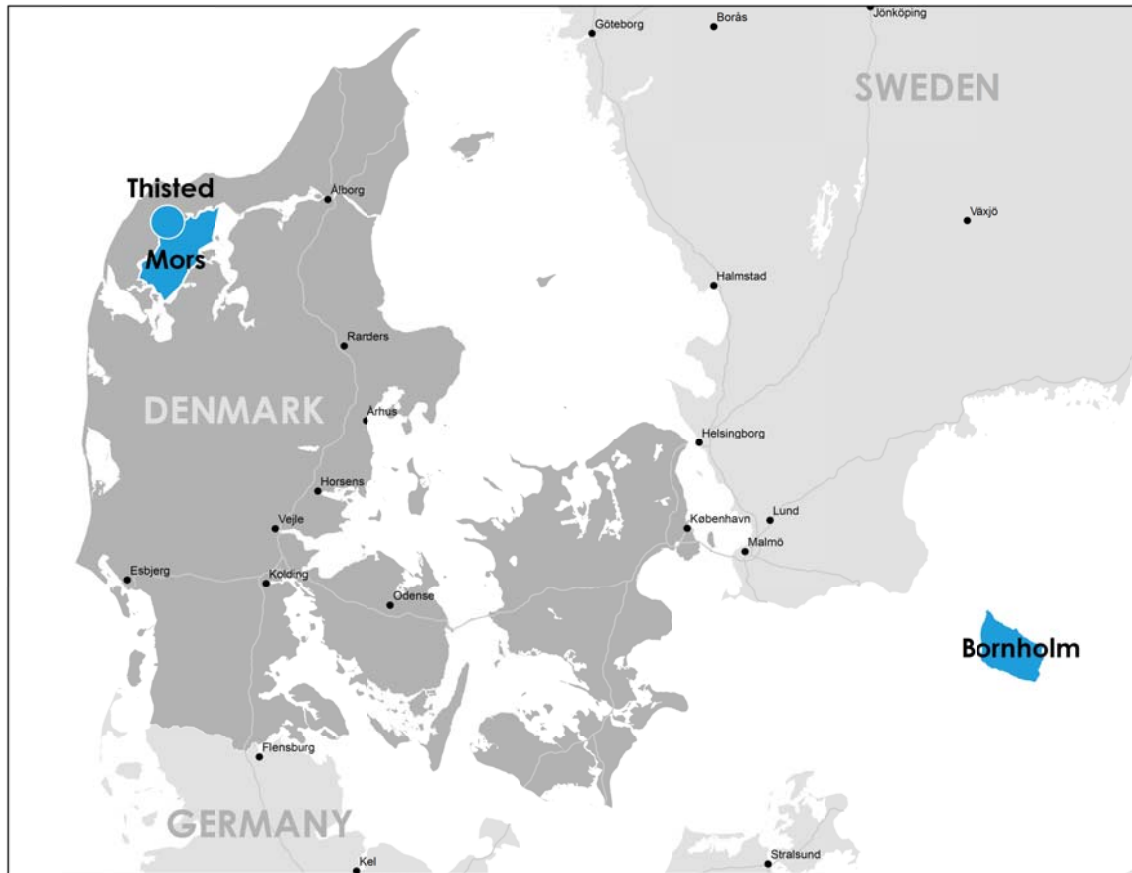 Göteborg
Borås
Jönköping
SWEDEN
Thisted
Ålborg
Växjö
Mors
Halmstad
Randers
DENMARK
Århus
Helsingborg
Horsens
København
Lund
Vejle
Malmö
Esbjerg
Kolding
Odense
Bornholm
Flensburg
GERMANY
Kel
Stralsund